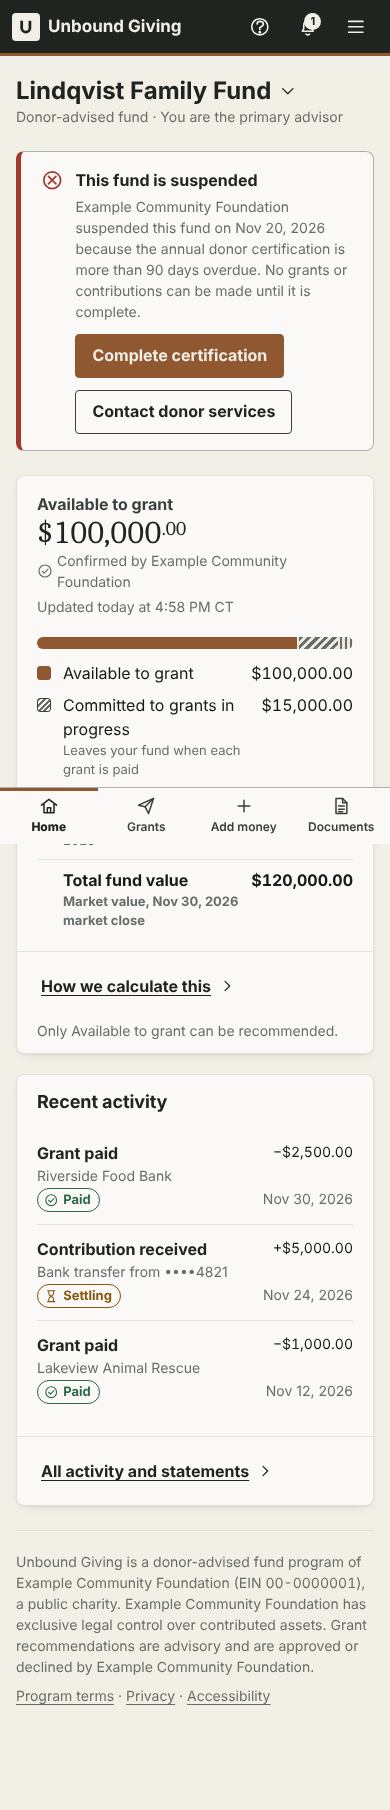 U Unbound Giving 1
Lindqvist Family Fund
Donor-advised fund · You are the primary advisor
This fund is suspended
Example Community Foundation
suspended this fund on Nov 20, 2026
because the annual donor certification is
more than 90 days overdue. No grants or
contributions can be made until it is
complete.
Complete certification
Contact donor services
Available to grant
$100,000.00
Confirmed by Example Community
Foundation
Updated today at 4:58 PM CT
Available to grant $100,000.00
Committed to grants in $15,000.00
progress
Leaves your fund when each
grant is paid
Home Grants Add money Documents
Total fund value $120,000.00
Market value, Nov 30, 2026
market close
How we calculate this
Only Available to grant can be recommended.
Recent activity
Grant paid −$2,500.00
Riverside Food Bank
Paid Nov 30, 2026
Contribution received +$5,000.00
Bank transfer from ••••4821
Settling Nov 24, 2026
Grant paid −$1,000.00
Lakeview Animal Rescue
Paid Nov 12, 2026
All activity and statements
Unbound Giving is a donor-advised fund program of
Example Community Foundation (EIN 00-0000001),
a public charity. Example Community Foundation has
exclusive legal control over contributed assets. Grant
recommendations are advisory and are approved or
declined by Example Community Foundation.
Program terms · Privacy · Accessibility